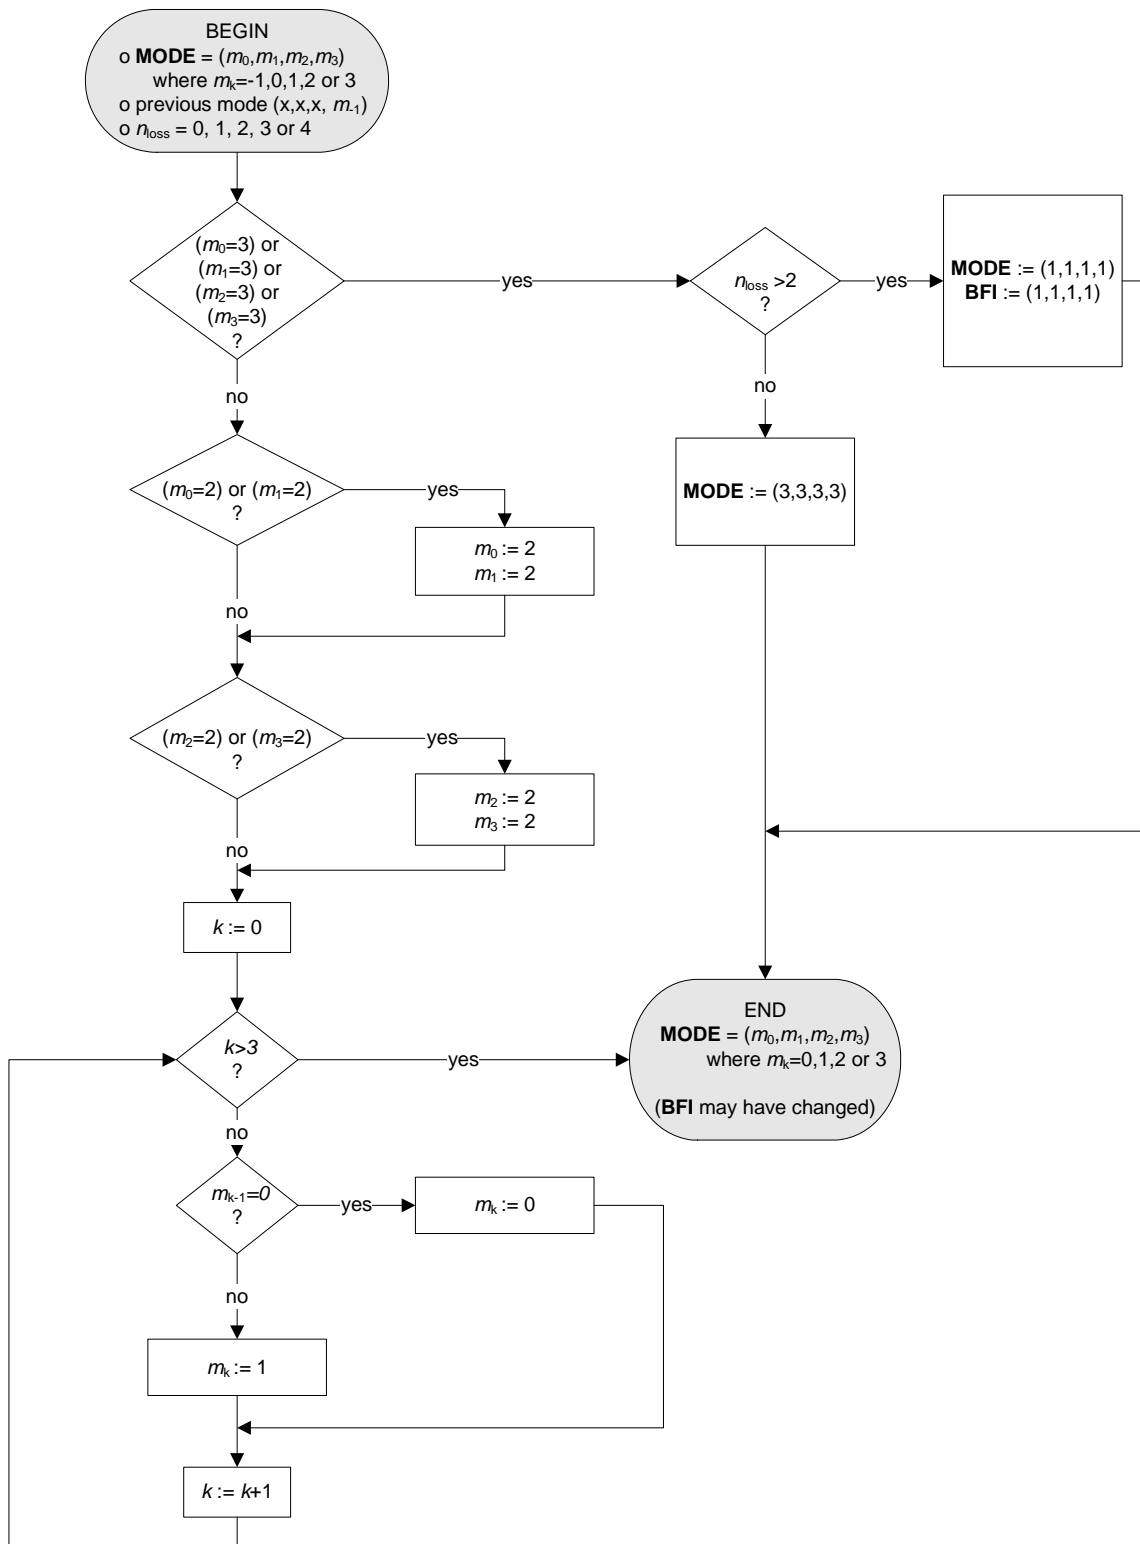 BEGIN
o MODE = (m0,m1,m2,m3)
where mk=-1,0,1,2 or 3
o previous mode (x,x,x, m-1)
o nloss = 0, 1, 2, 3 or 4
(m0=3) or
(m1=3) or
(m2=3) or
(m3=3)
?
yes
nloss >2
?
yes
MODE := (1,1,1,1)
BFI := (1,1,1,1)
no
no
MODE := (3,3,3,3)
(m0=2) or (m1=2)
?
yes
m0 := 2
m1 := 2
no
(m2=2) or (m3=2)
?
yes
m2 := 2
m3 := 2
no
k := 0
k>3
?
yes
END
MODE = (m0,m1,m2,m3)
where mk=0,1,2 or 3
(BFI may have changed)
no
mk-1=0
?
yes
mk := 0
no
mk := 1
k := k+1